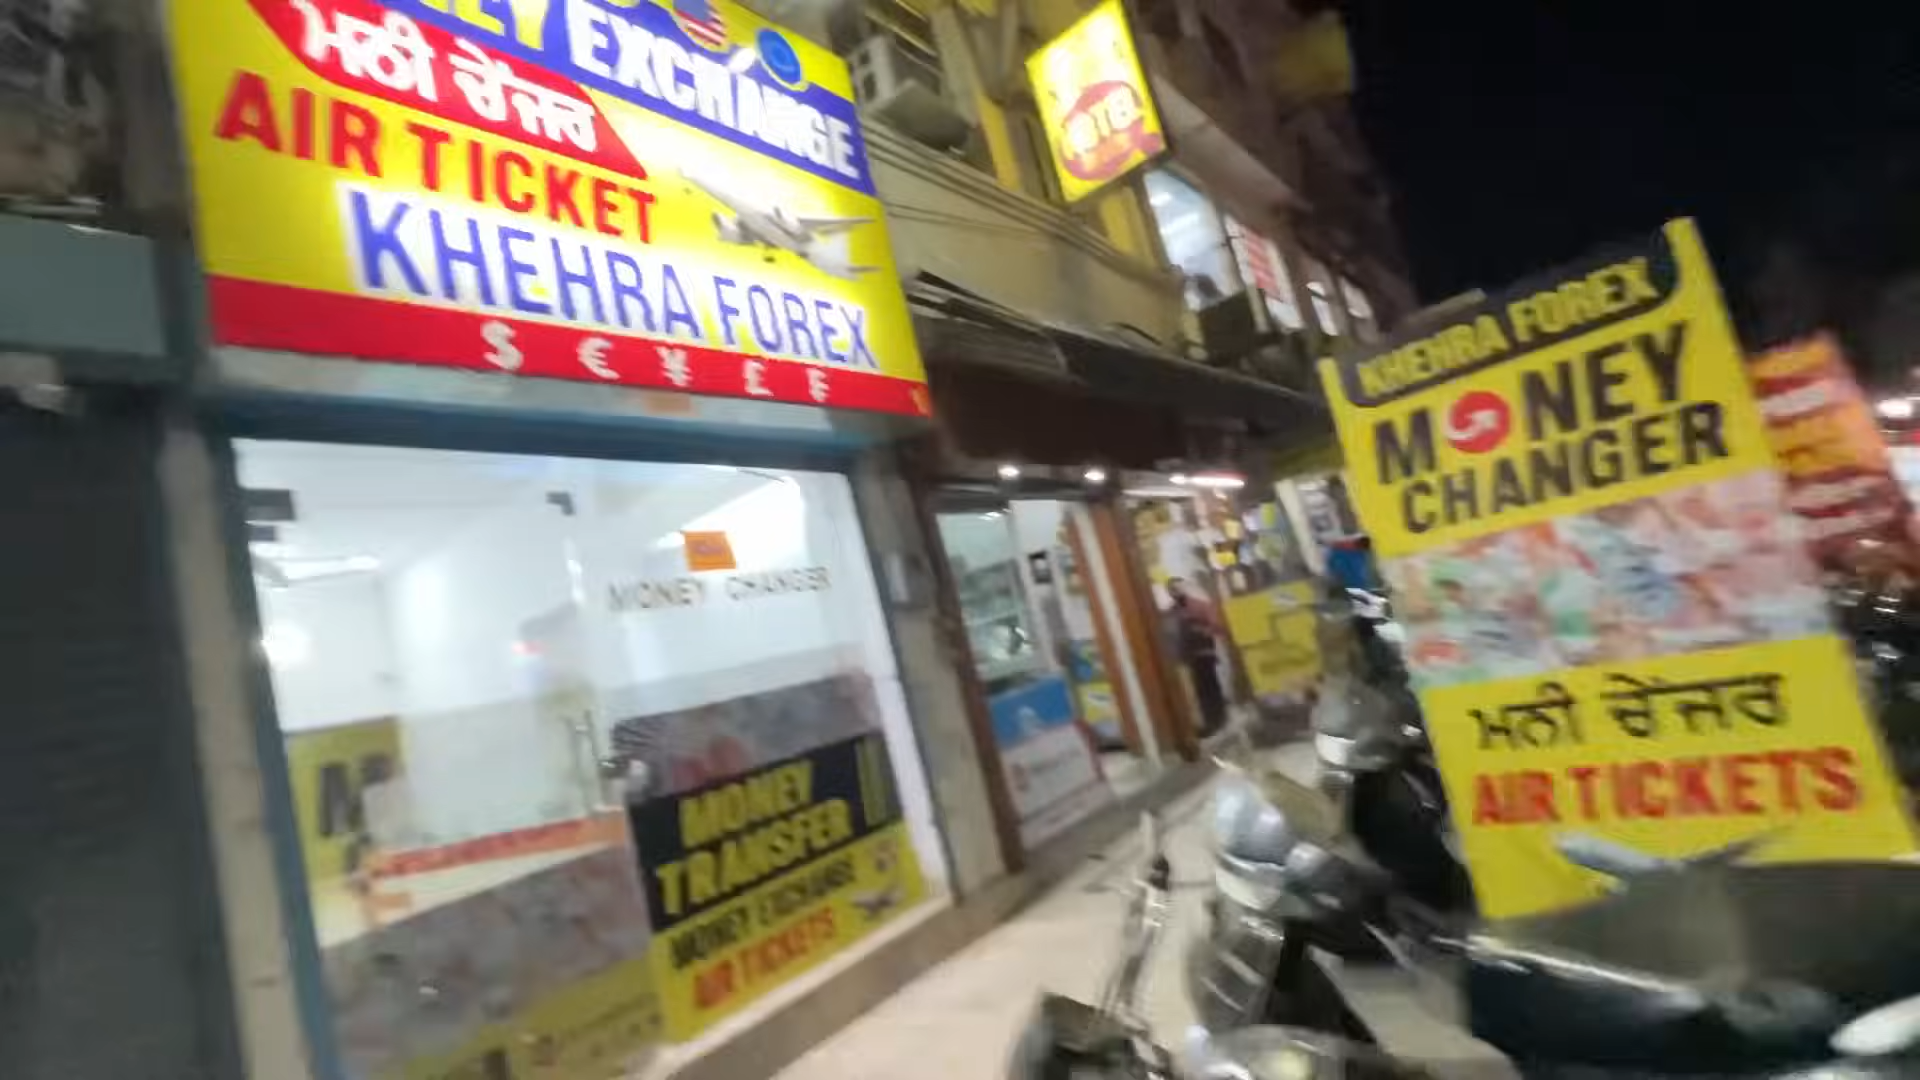 EXCHANGE
ਮਨੀ ਚੇਂਜਰ
AIR TICKET
KHEHRA FOREX
$ € ¥ £
HOTEL
MONEY CHANGER
MONEY
TRANSFER
MONEY EXCHANGE
AIR TICKETS
KHEHRA FOREX
MONEY
CHANGER
ਮਨੀ ਚੇਂਜਰ
AIR TICKETS